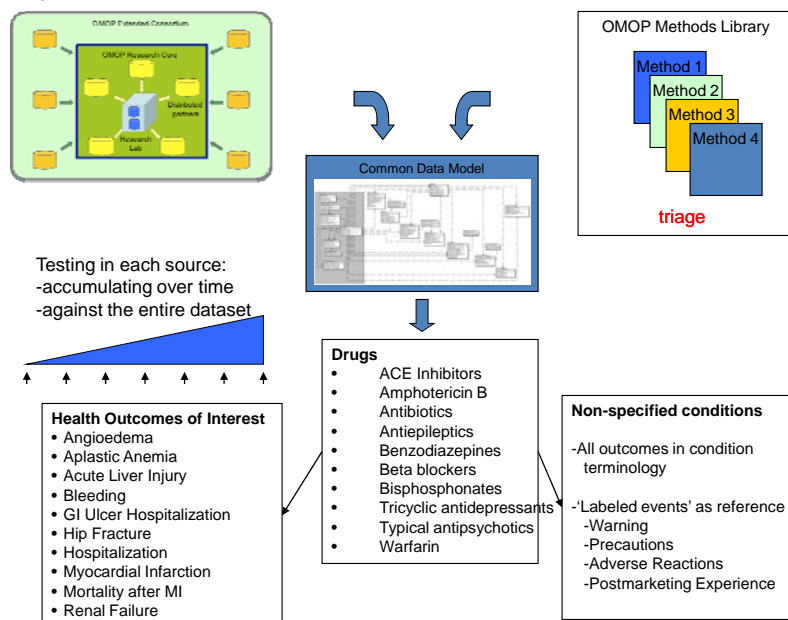 OMOP Extended Consortium
OMOP Research Core
Distributed
partners
Research
Lab
OMOP Methods Library
Method 1
Method 2
Method 3
Method 4
triage
Common Data Model
Testing in each source:
-accumulating over time
-against the entire dataset
Drugs
• ACE Inhibitors
• Amphotericin B
• Antibiotics
• Antiepileptics
• Benzodiazepines
• Beta blockers
• Bisphosphonates
• Tricyclic antidepressants
• Typical antipsychotics
• Warfarin
Health Outcomes of Interest
• Angioedema
• Aplastic Anemia
• Acute Liver Injury
• Bleeding
• GI Ulcer Hospitalization
• Hip Fracture
• Hospitalization
• Myocardial Infarction
• Mortality after MI
• Renal Failure
Non-specified conditions
-All outcomes in condition
terminology
-‘Labeled events’ as reference
-Warning
-Precautions
-Adverse Reactions
-Postmarketing Experience